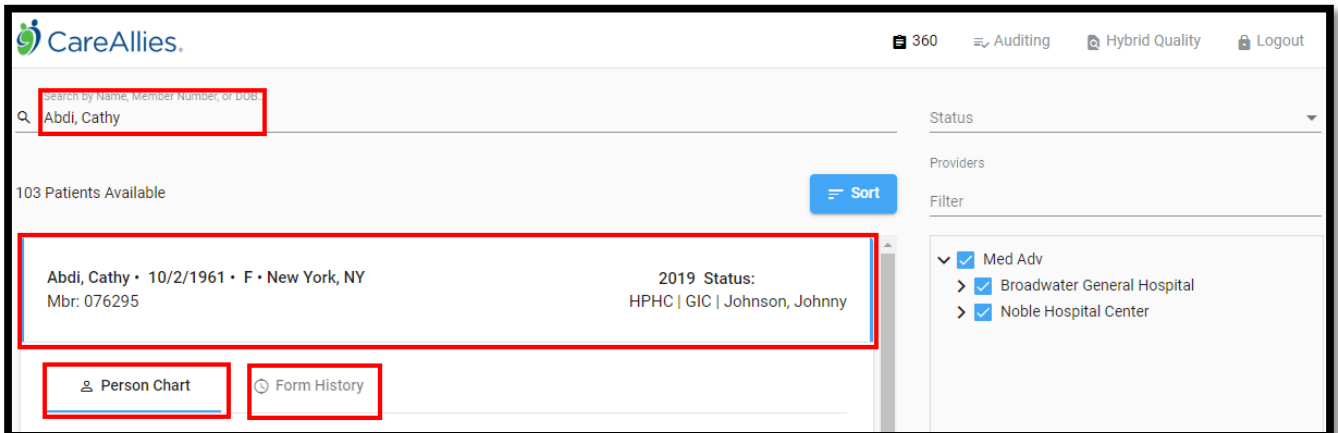 CareAllies.
360
Auditing
Hybrid Quality
Logout
Search by Name, Member Number, or DOB...
Abdi, Cathy
Status
Providers
103 Patients Available
Sort
Filter
Abdi, Cathy • 10/2/1961 • F • New York, NY
Mbr: 076295
2019 Status:
HPHC | GIC | Johnson, Johnny
Med Adv
Broadwater General Hospital
Noble Hospital Center
Person Chart
Form History